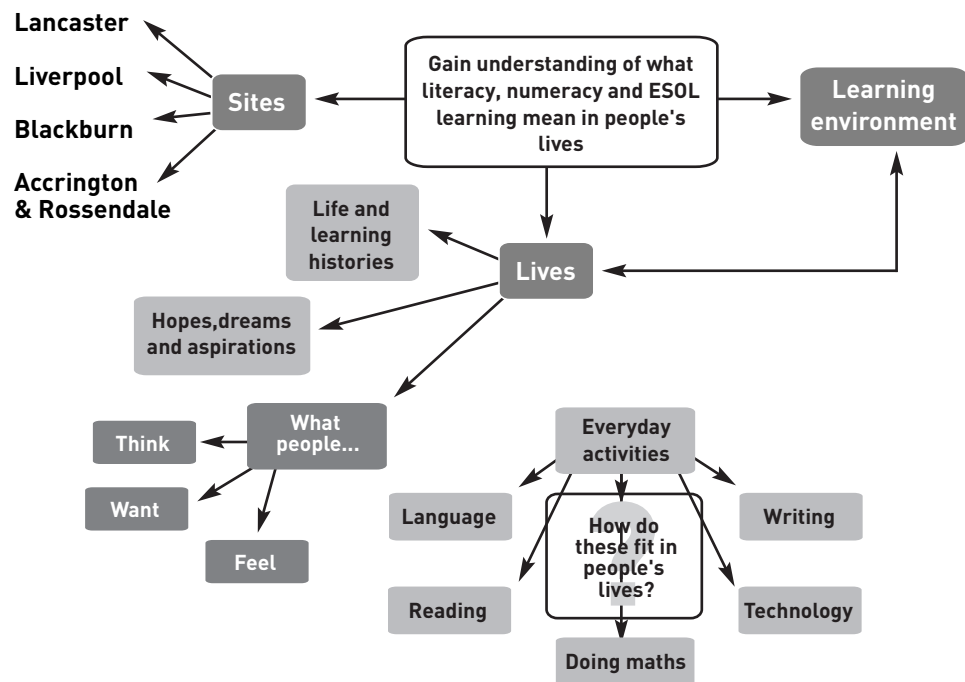 Lancaster
Liverpool
Blackburn
Accrington
& Rossendale
Sites
Gain understanding of what
literacy, numeracy and ESOL
learning mean in people's
lives
Learning
environment
Life and
learning
histories
Lives
Hopes,dreams
and aspirations
What
people...
Think
Want
Feel
Everyday
activities
Language
Writing
?
How do
these fit in
people's
lives?
Reading
Technology
Doing maths